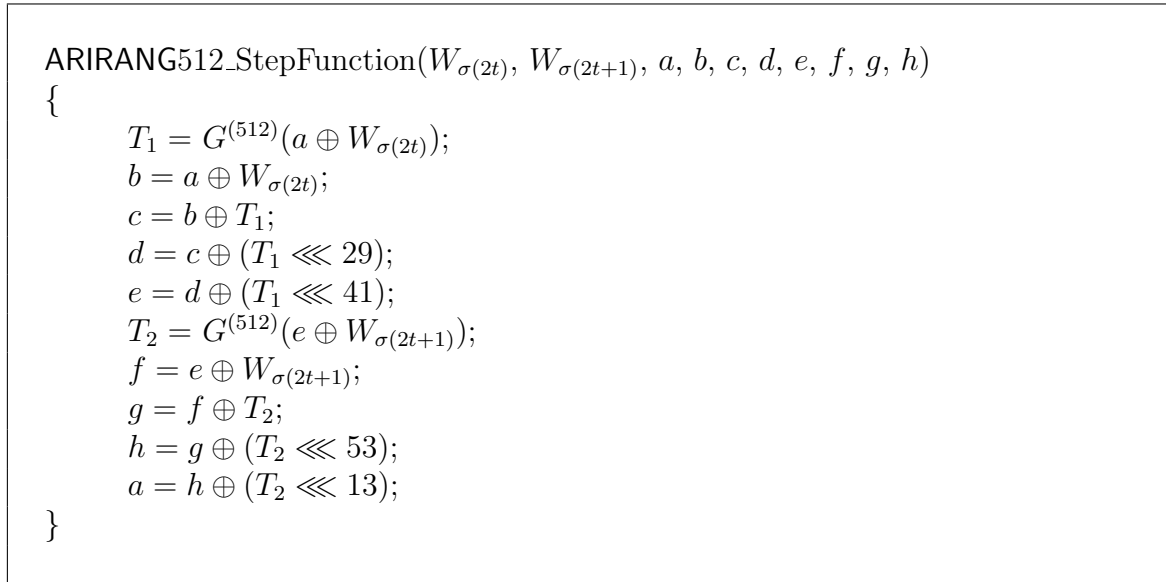 ARIRANG512_StepFunction(W_{σ(2t)}, W_{σ(2t+1)}, a, b, c, d, e, f, g, h)
{
T_1 = G^{(512)}(a ⊕ W_{σ(2t)});
b = a ⊕ W_{σ(2t)};
c = b ⊕ T_1;
d = c ⊕ (T_1 ⋘ 29);
e = d ⊕ (T_1 ⋘ 41);
T_2 = G^{(512)}(e ⊕ W_{σ(2t+1)});
f = e ⊕ W_{σ(2t+1)};
g = f ⊕ T_2;
h = g ⊕ (T_2 ⋘ 53);
a = h ⊕ (T_2 ⋘ 13);
}